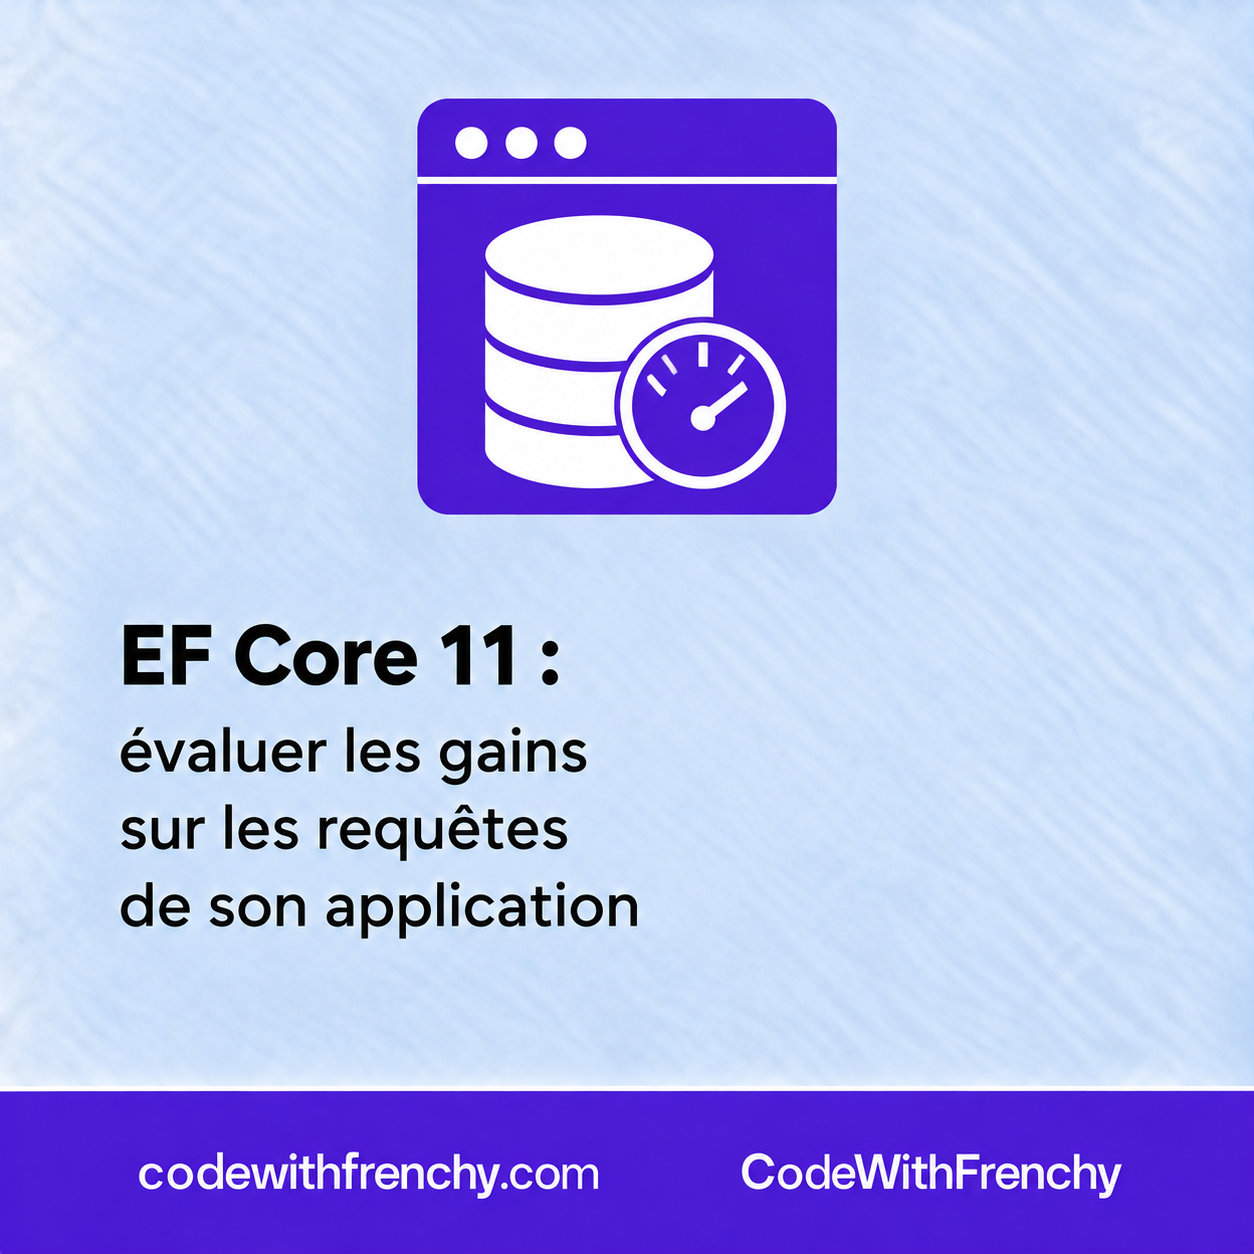 EF Core 11 :
évaluer les gains
sur les requêtes
de son application
codewithfrenchy.com
CodeWithFrenchy